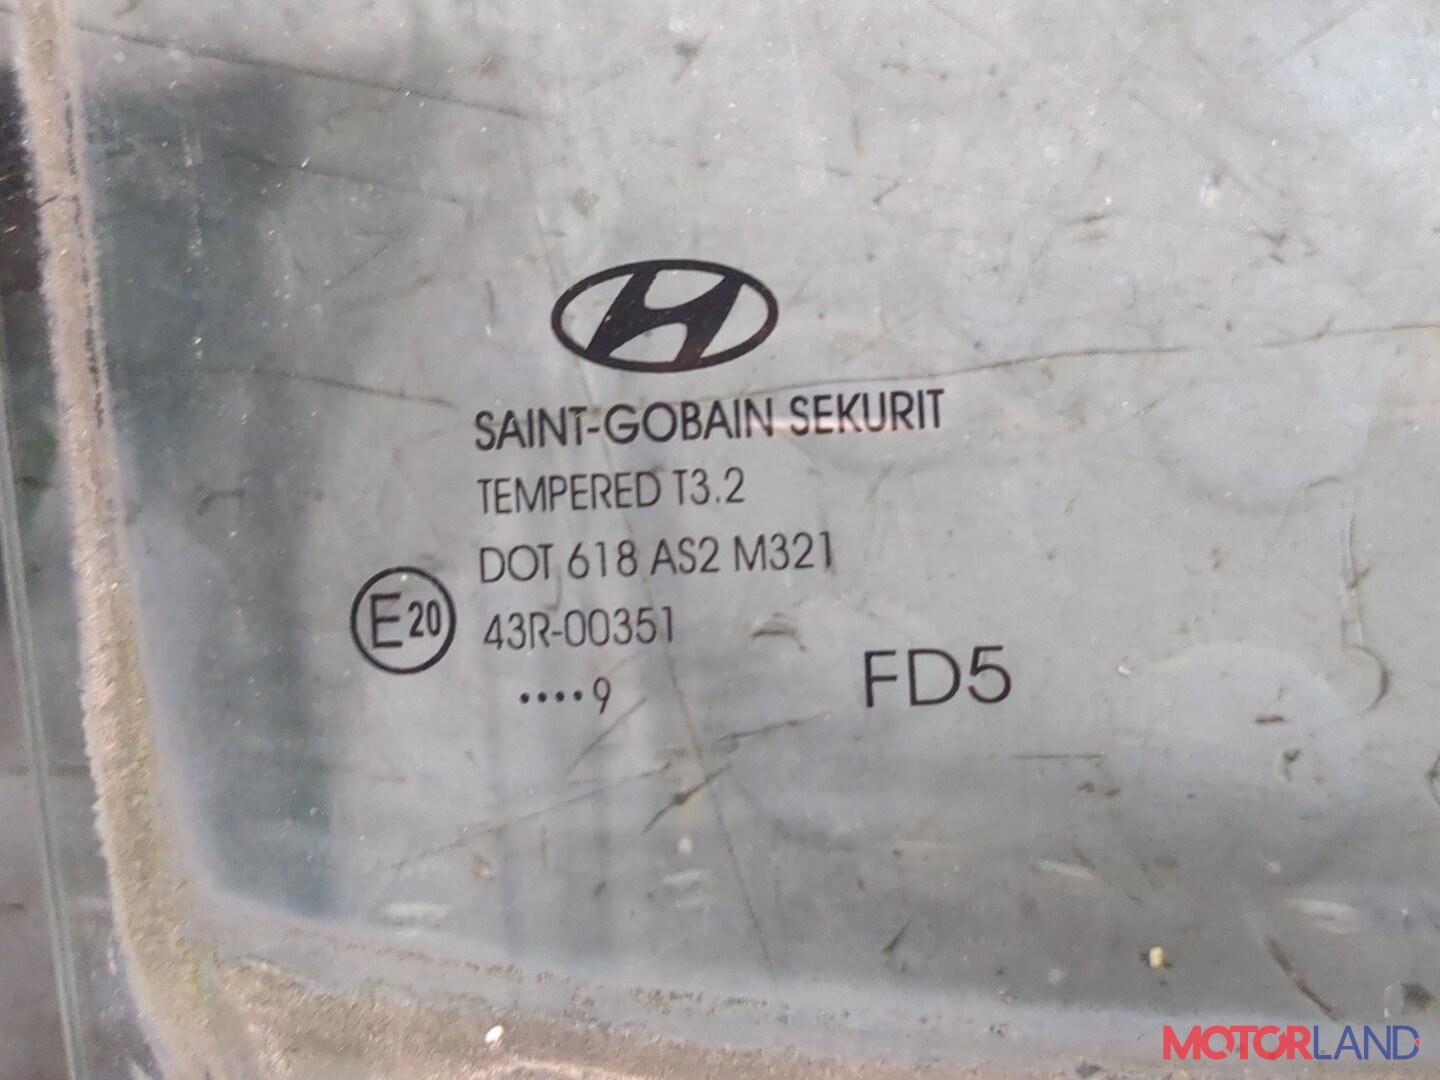 SAINT-GOBAIN SEKURIT
TEMPERED T3.2
DOT 618 AS2 M321
E20 43R-00351
••••9
FD5
MOTORLAND